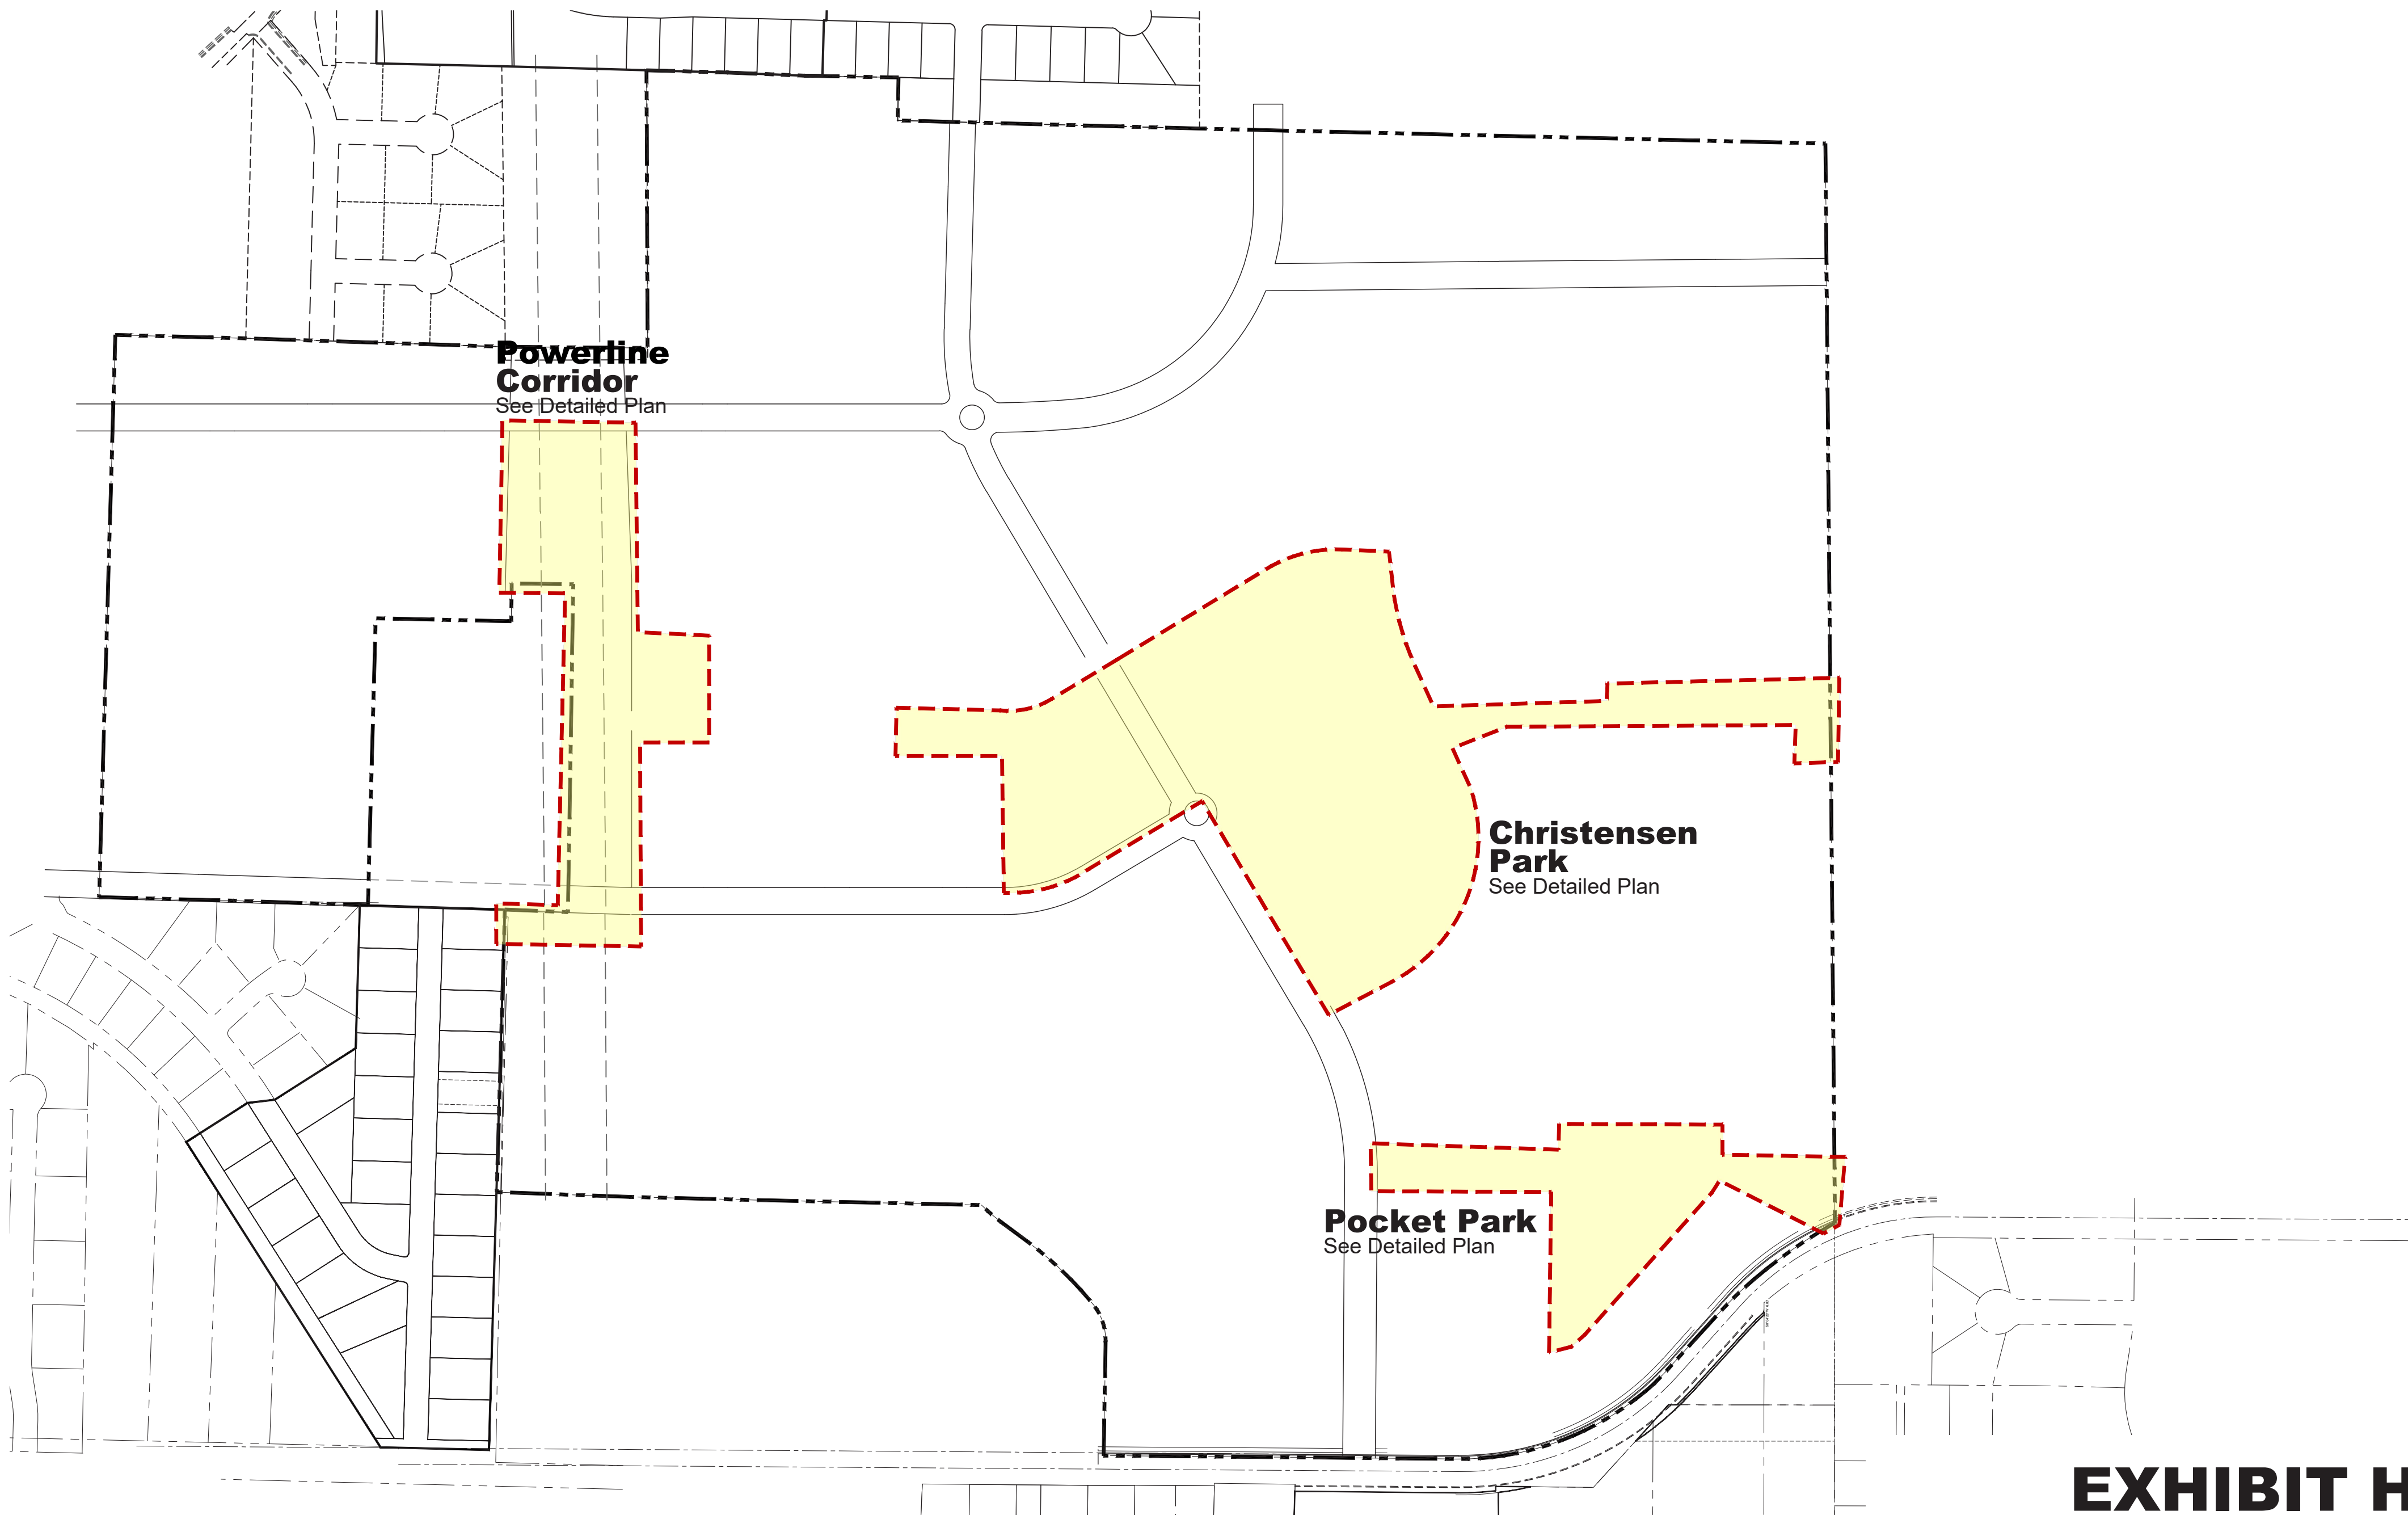 Powerline
Corridor
See Detailed Plan
Christensen
Park
See Detailed Plan
Pocket Park
See Detailed Plan
EXHIBIT H